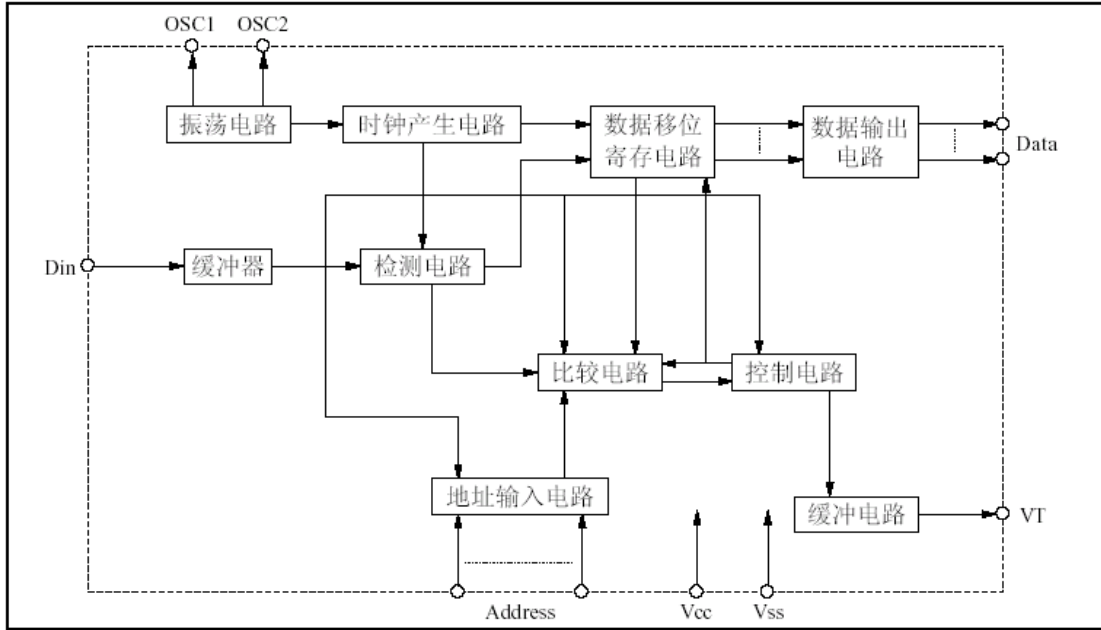 OSC1 OSC2
振荡电路
时钟产生电路
数据移位
寄存电路
数据输出
电路
Data
Din
缓冲器
检测电路
比较电路
控制电路
地址输入电路
缓冲电路
VT
Address
Vcc
Vss